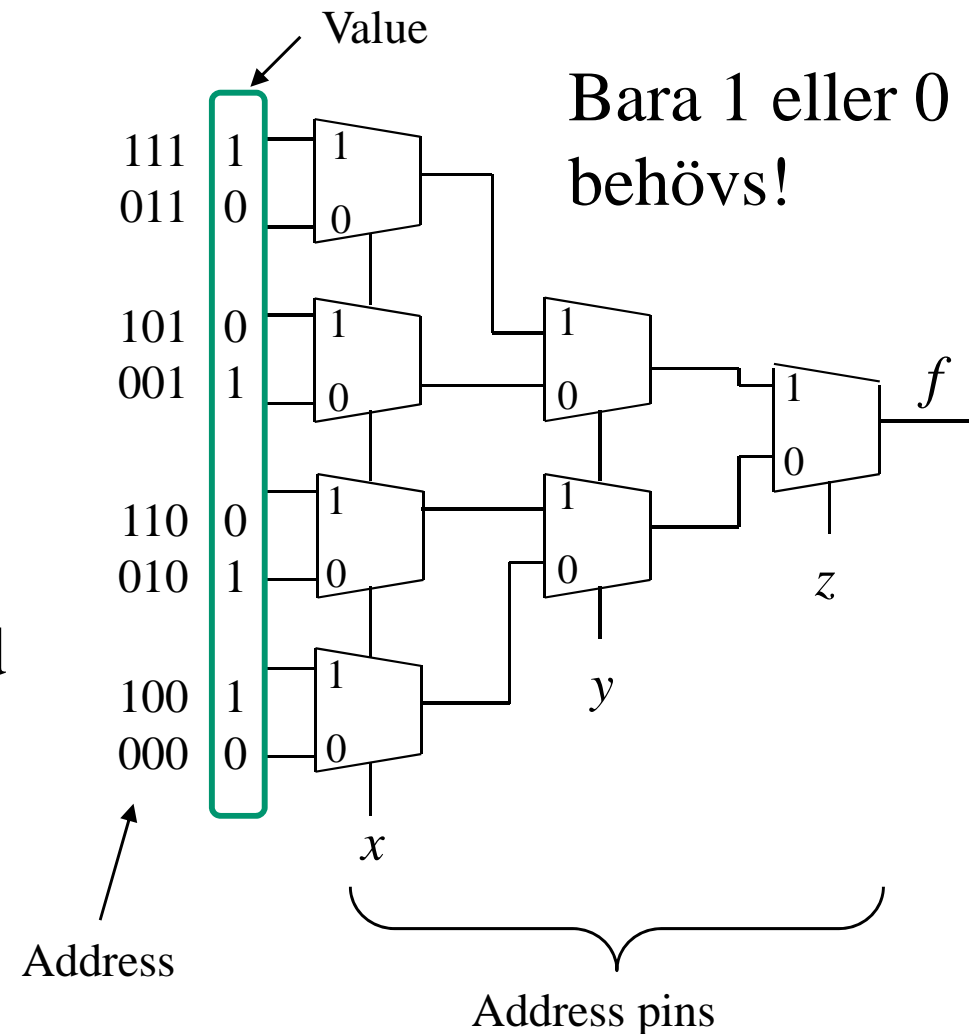 Value
Bara 1 eller 0
behövs!
111 1 1
011 0 0
101 0 1 1
001 1 0 0
1 f
0
110 0 1 1
010 1 0 0
z
100 1 1
000 0 0
y
x
Address
Address pins